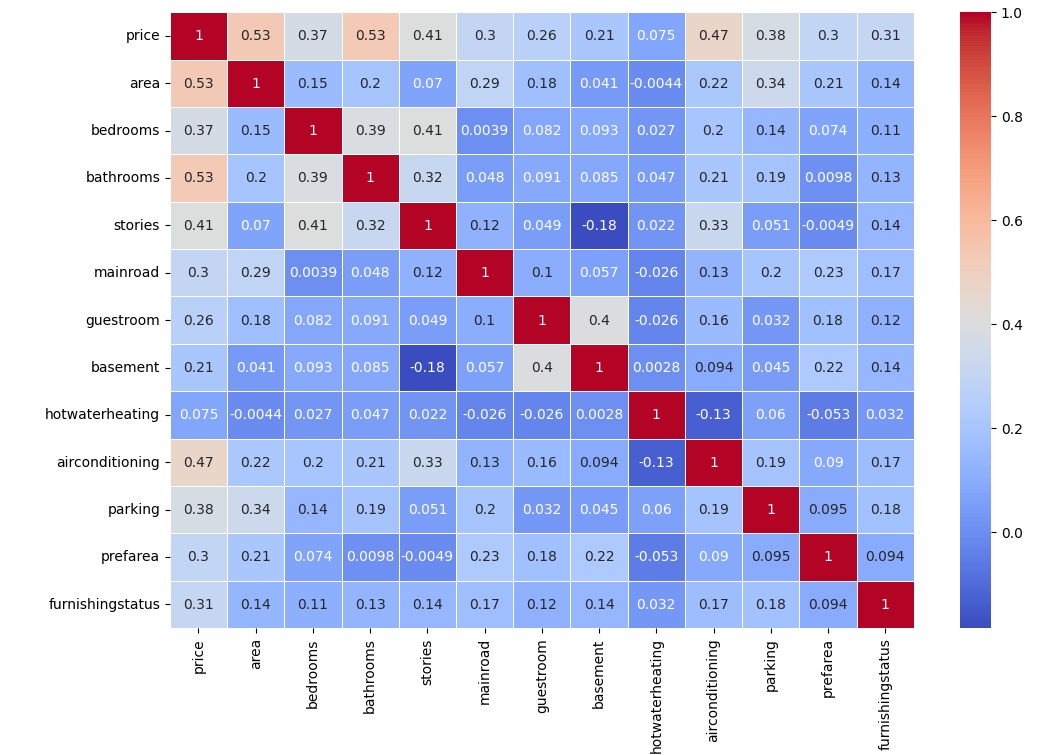 price 1 0.53 0.37 0.53 0.41 0.3 0.26 0.21 0.075 0.47 0.38 0.3 0.31
area 0.53 1 0.15 0.2 0.07 0.29 0.18 0.041 -0.0044 0.22 0.34 0.21 0.14
bedrooms 0.37 0.15 1 0.39 0.41 0.0039 0.082 0.093 0.027 0.2 0.14 0.074 0.11
bathrooms 0.53 0.2 0.39 1 0.32 0.048 0.091 0.085 0.047 0.21 0.19 0.0098 0.13
stories 0.41 0.07 0.41 0.32 1 0.12 0.049 -0.18 0.022 0.33 0.051 -0.0049 0.14
mainroad 0.3 0.29 0.0039 0.048 0.12 1 0.1 0.057 -0.026 0.13 0.2 0.23 0.17
guestroom 0.26 0.18 0.082 0.091 0.049 0.1 1 0.4 -0.026 0.16 0.032 0.18 0.12
basement 0.21 0.041 0.093 0.085 -0.18 0.057 0.4 1 0.0028 0.094 0.045 0.22 0.14
hotwaterheating 0.075 -0.0044 0.027 0.047 0.022 -0.026 -0.026 0.0028 1 -0.13 0.06 -0.053 0.032
airconditioning 0.47 0.22 0.2 0.21 0.33 0.13 0.16 0.094 -0.13 1 0.19 0.09 0.17
parking 0.38 0.34 0.14 0.19 0.051 0.2 0.032 0.045 0.06 0.19 1 0.095 0.18
prefarea 0.3 0.21 0.074 0.0098 -0.0049 0.23 0.18 0.22 -0.053 0.09 0.095 1 0.094
furnishingstatus 0.31 0.14 0.11 0.13 0.14 0.17 0.12 0.14 0.032 0.17 0.18 0.094 1
price
area
bedrooms
bathrooms
stories
mainroad
guestroom
basement
hotwaterheating
airconditioning
parking
prefarea
furnishingstatus
1.0
0.8
0.6
0.4
0.2
0.0